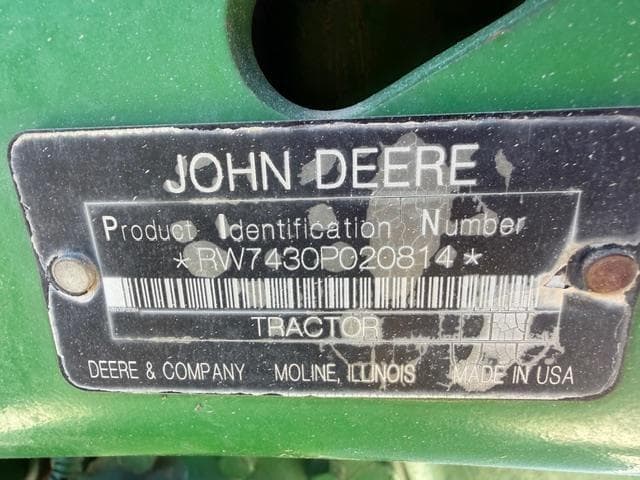 JOHN DEERE
Product Identification Number
*RW7430P020814*
TRACTOR
DEERE & COMPANY MOLINE, ILLINOIS MADE IN USA